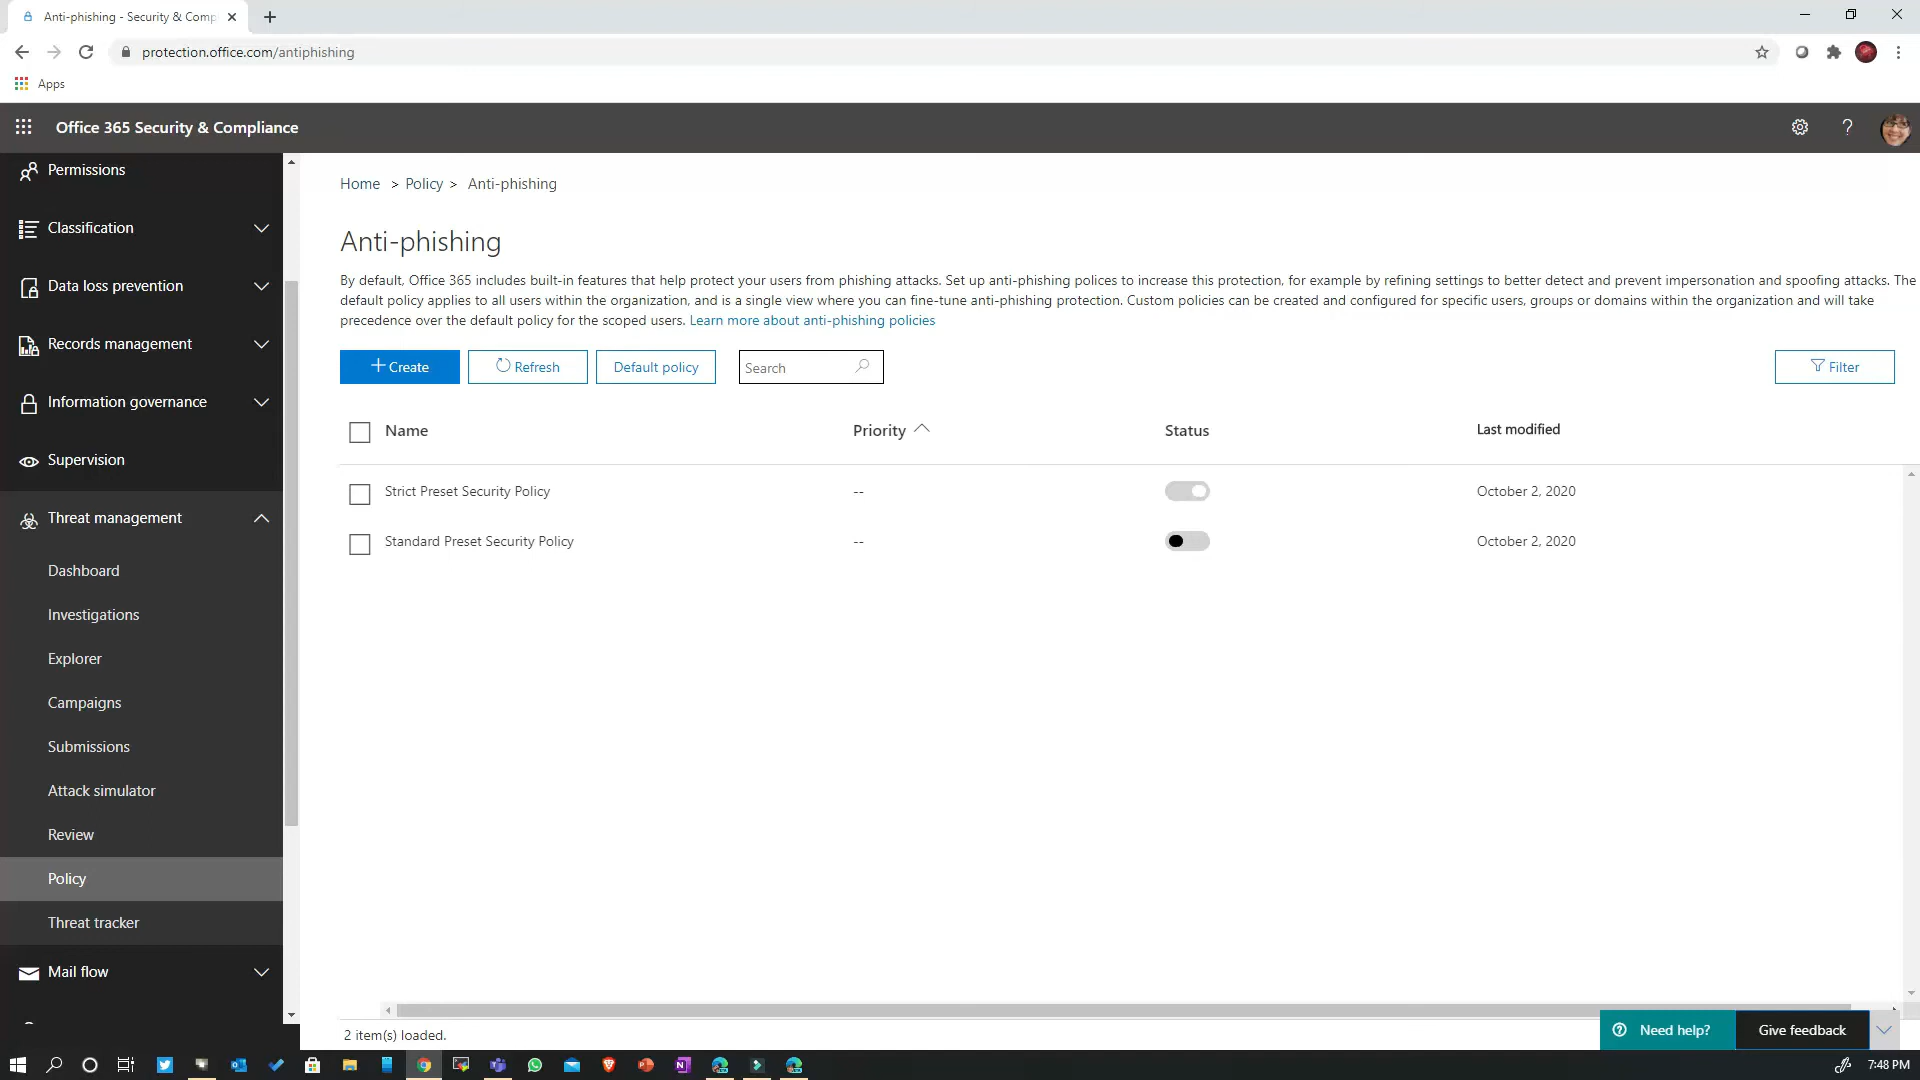 Anti-phishing - Security & Comp
protection.office.com/antiphishing
Apps
Office 365 Security & Compliance
Permissions
Classification
Data loss prevention
Records management
Information governance
Supervision
Threat management
Dashboard
Investigations
Explorer
Campaigns
Submissions
Attack simulator
Review
Policy
Threat tracker
Mail flow
Home > Policy > Anti-phishing
Anti-phishing
By default, Office 365 includes built-in features that help protect your users from phishing attacks. Set up anti-phishing polices to increase this protection, for example by refining settings to better detect and prevent impersonation and spoofing attacks. The
default policy applies to all users within the organization, and is a single view where you can fine-tune anti-phishing protection. Custom policies can be created and configured for specific users, groups or domains within the organization and will take
precedence over the default policy for the scoped users. Learn more about anti-phishing policies
Create Refresh Default policy Search Filter
Name Priority Status Last modified
Strict Preset Security Policy -- October 2, 2020
Standard Preset Security Policy -- October 2, 2020
2 item(s) loaded.
Need help? Give feedback
7:48 PM